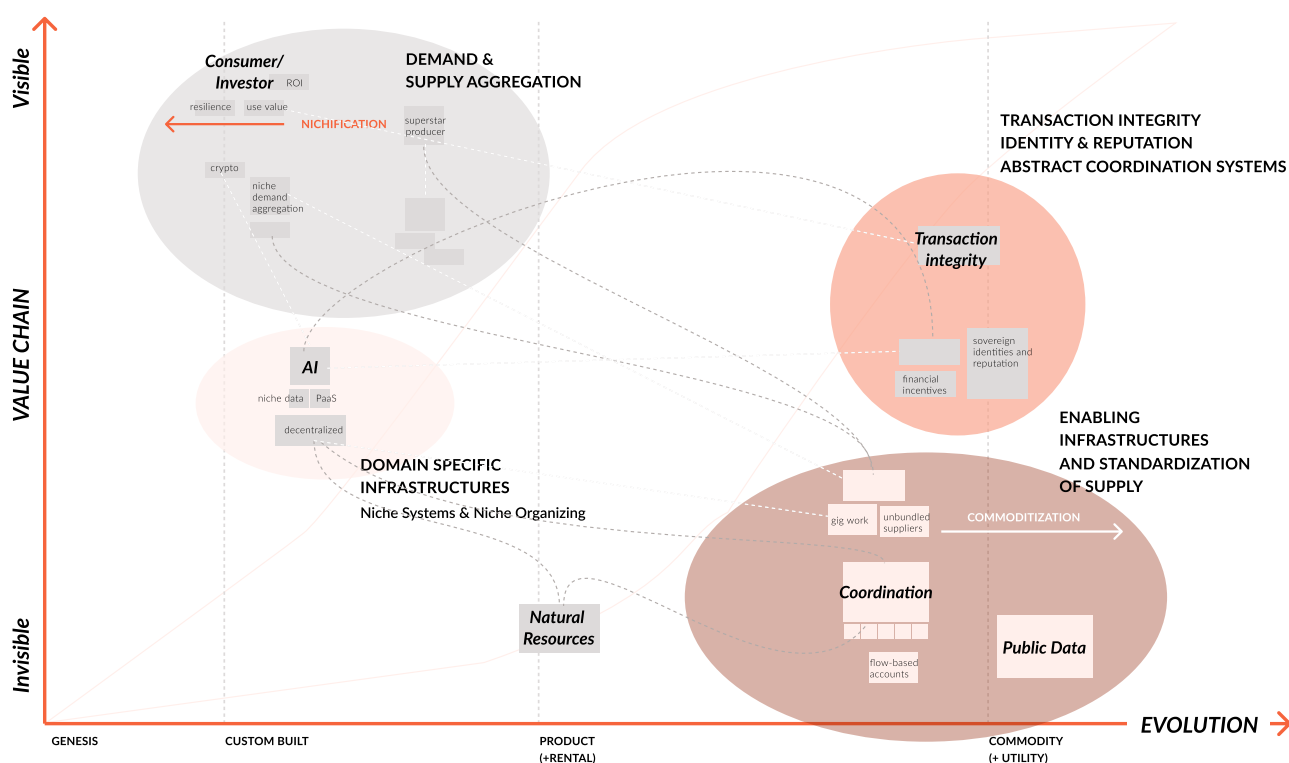 Visible
VALUE CHAIN
Invisible
Consumer/
Investor
ROI
resilience
use value
NICHIFICATION
DEMAND &
SUPPLY AGGREGATION
superstar
producer
crypto
niche
demand
aggregation
TRANSACTION INTEGRITY
IDENTITY & REPUTATION
ABSTRACT COORDINATION SYSTEMS
Transaction
integrity
sovereign
identities and
reputation
financial
incentives
AI
niche data
PaaS
decentralized
DOMAIN SPECIFIC
INFRASTRUCTURES
Niche Systems & Niche Organizing
ENABLING
INFRASTRUCTURES
AND STANDARDIZATION
OF SUPPLY
gig work
unbundled
suppliers
COMMODITIZATION
Coordination
flow-based
accounts
Public Data
Natural
Resources
EVOLUTION
GENESIS
CUSTOM BUILT
PRODUCT
(+RENTAL)
COMMODITY
(+ UTILITY)